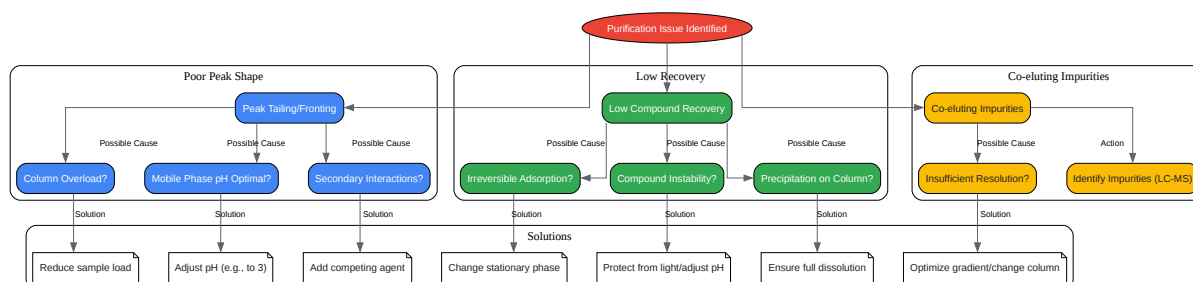 Purification Issue Identified
Poor Peak Shape
Low Recovery
Co-eluting Impurities
Peak Tailing/Fronting
Low Compound Recovery
Co-eluting Impurities
Possible Cause
Possible Cause
Possible Cause
Possible Cause
Possible Cause
Possible Cause
Possible Cause
Action
Column Overload?
Mobile Phase pH Optimal?
Secondary Interactions?
Irreversible Adsorption?
Compound Instability?
Precipitation on Column?
Insufficient Resolution?
Identify Impurities (LC-MS)
Solution
Solution
Solution
Solution
Solution
Solution
Solution
Solutions
Reduce sample load
Adjust pH (e.g., to 3)
Add competing agent
Change stationary phase
Protect from light/adjust pH
Ensure full dissolution
Optimize gradient/change column